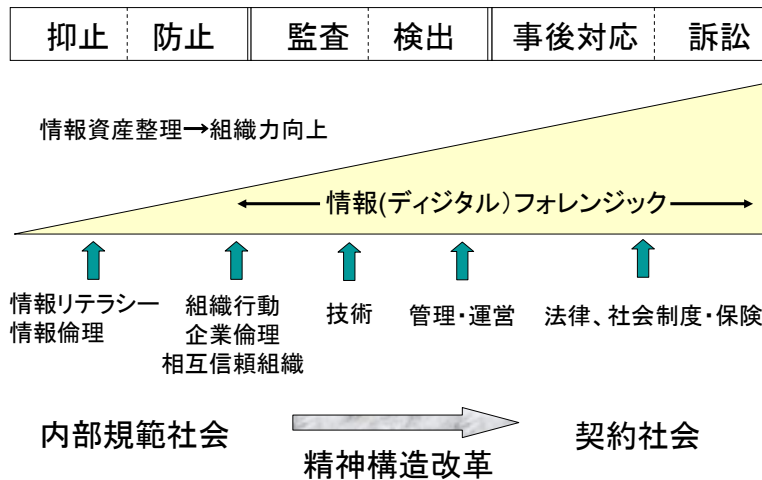 抑止 防止 監査 検出 事後対応 訴訟
情報資産整理→組織力向上
情報(ディジタル)フォレンジック
情報リテラシー
情報倫理
組織行動
企業倫理
相互信頼組織
技術
管理・運営
法律、社会制度・保険
内部規範社会
精神構造改革
契約社会